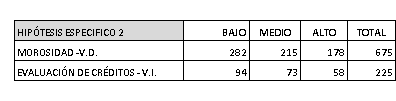 HIPÓTESIS ESPECIFICO 2 BAJO MEDIO ALTO TOTAL
MOROSIDAD -V.D. 282 215 178 675
EVALUACIÓN DE CRÉDITOS - V.I. 94 73 58 225